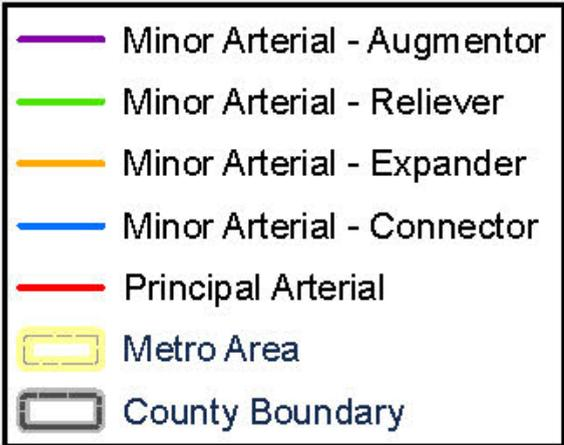 Minor Arterial - Augmentor
Minor Arterial - Reliever
Minor Arterial - Expander
Minor Arterial - Connector
Principal Arterial
Metro Area
County Boundary